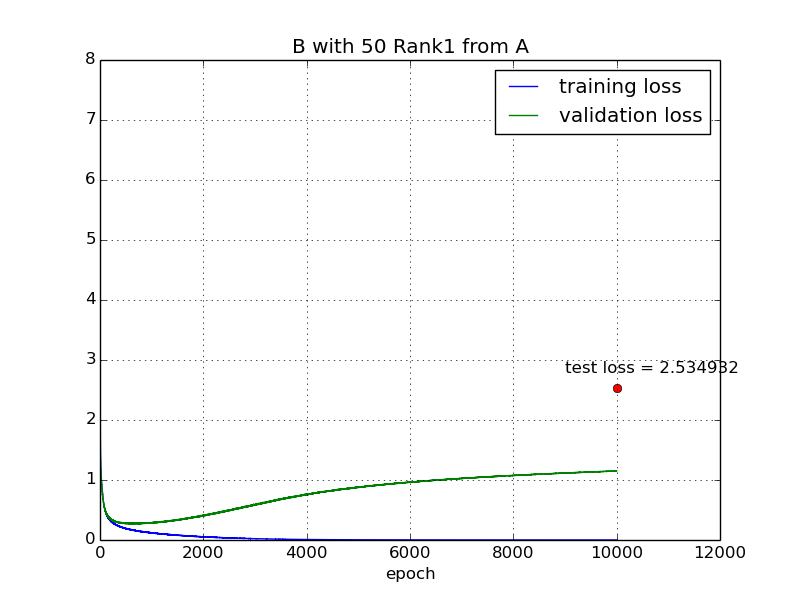 B with 50 Rank1 from A
training loss
validation loss
8
7
6
5
4
3
2
1
0
test loss = 2.534932
0 2000 4000 6000 8000 10000 12000
epoch